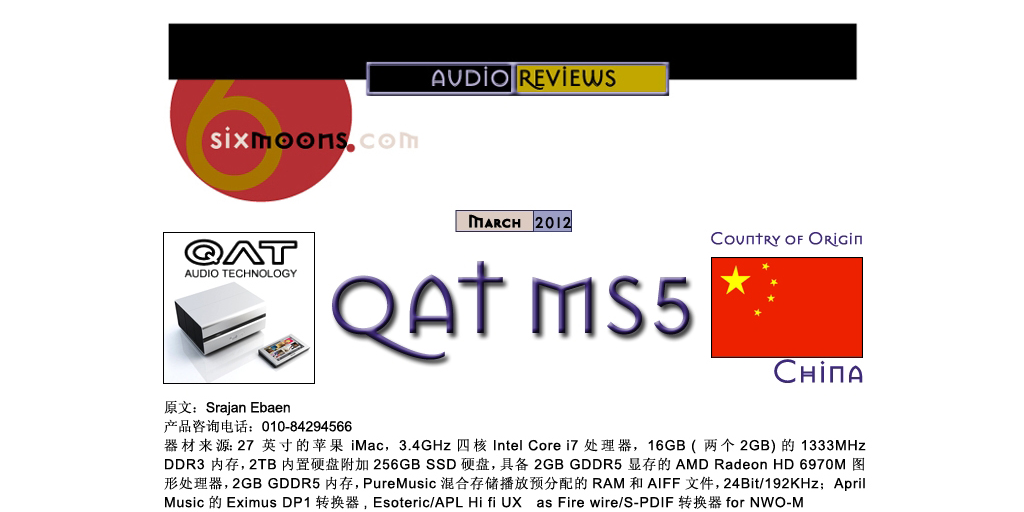 AUDIO REVIEWS
sixmoons.com
March 2012
QAT
AUDIO TECHNOLOGY
QAT MS5
Country of Origin
China
原文：Srajan Ebaen
产品咨询电话：010-84294566
器材来源: 27 英寸的苹果 iMac，3.4GHz 四核 Intel Core i7 处理器，16GB ( 两个 2GB) 的 1333MHz
DDR3 内存，2TB 内置硬盘附加 256GB SSD 硬盘，具备 2GB GDDR5 显存的 AMD Radeon HD 6970M 图
形处理器，2GB GDDR5 内存，PureMusic 混合存储播放预分配的 RAM 和 AIFF 文件，24Bit/192KHz；April
Music 的 Eximus DP1 转换器 , Esoteric/APL Hi fi UX as Fire wire/S-PDIF 转换器 for NWO-M